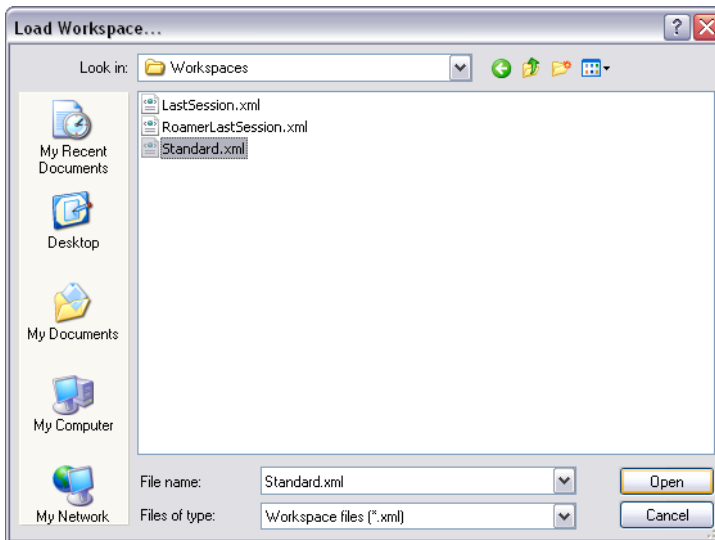 Load Workspace...
?
Look in: Workspaces
LastSession.xml
RoamerLastSession.xml
Standard.xml
My Recent
Documents
Desktop
My Documents
My Computer
My Network
File name: Standard.xml Open
Files of type: Workspace files (*.xml) Cancel